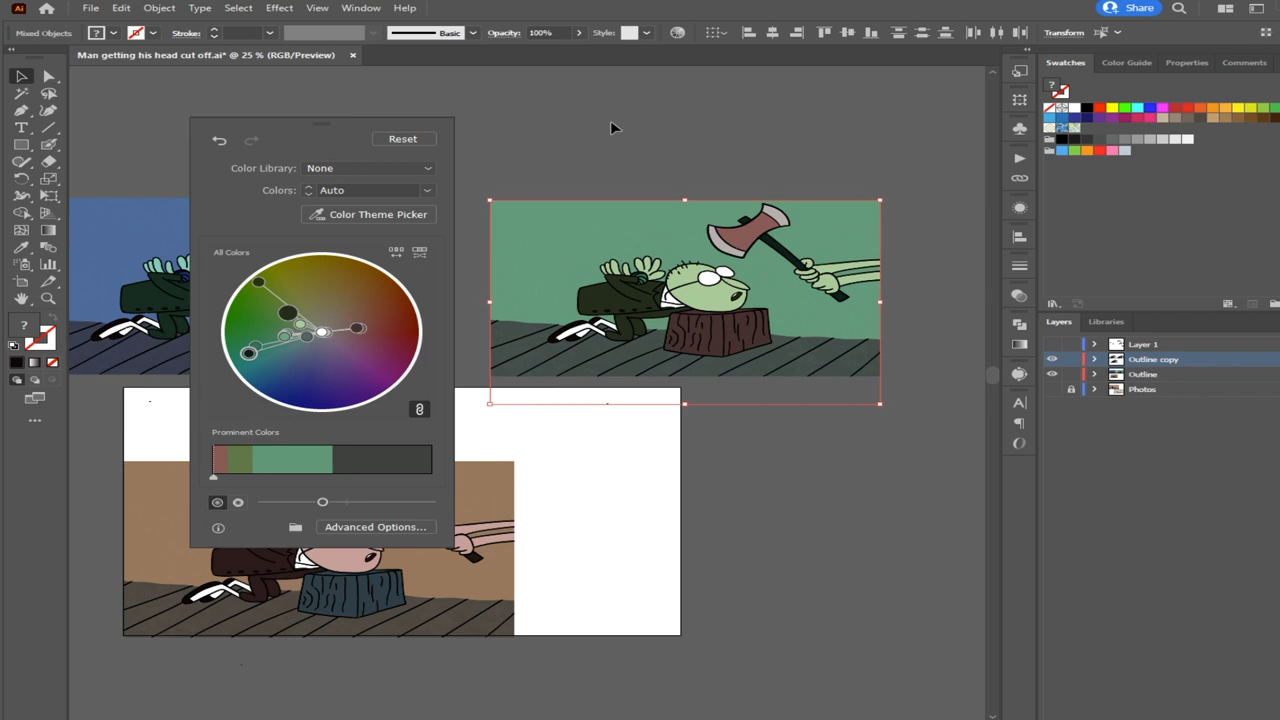 Ai File Edit Object Type Select Effect View Window Help Share
Mixed Objects ? Stroke: Basic Opacity: 100% Style: Transform
Man getting his head cut off.ai* @ 25 % (RGB/Preview)
Swatches Color Guide Properties Comments
Reset
Color Library: None
Colors: Auto
Color Theme Picker
All Colors
Layers Libraries
Layer 1
Outline copy
Outline
Photos
Prominent Colors
Advanced Options...